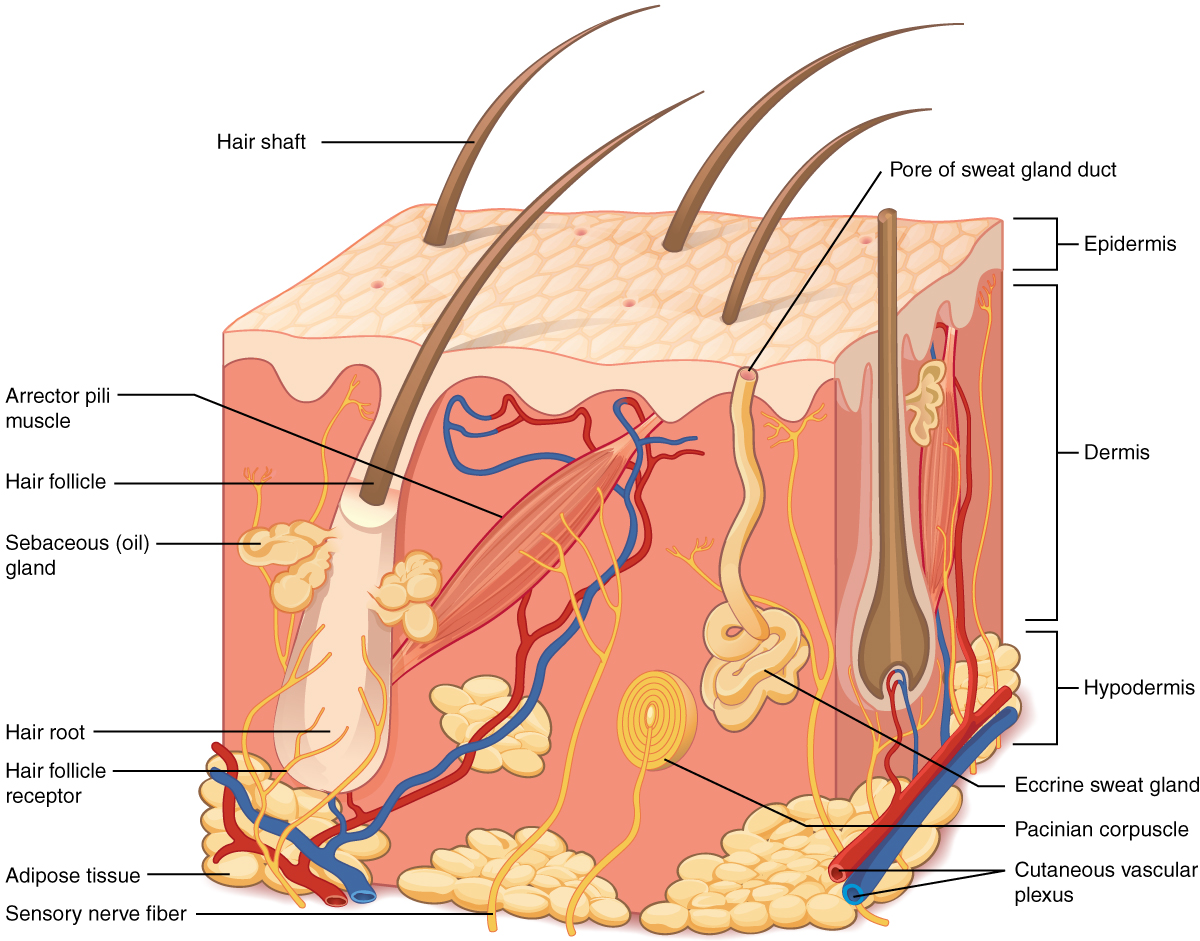 Hair shaft
Pore of sweat gland duct
Epidermis
Arrector pili
muscle
Dermis
Hair follicle
Sebaceous (oil)
gland
Hypodermis
Hair root
Hair follicle
receptor
Eccrine sweat gland
Pacinian corpuscle
Adipose tissue
Cutaneous vascular
plexus
Sensory nerve fiber